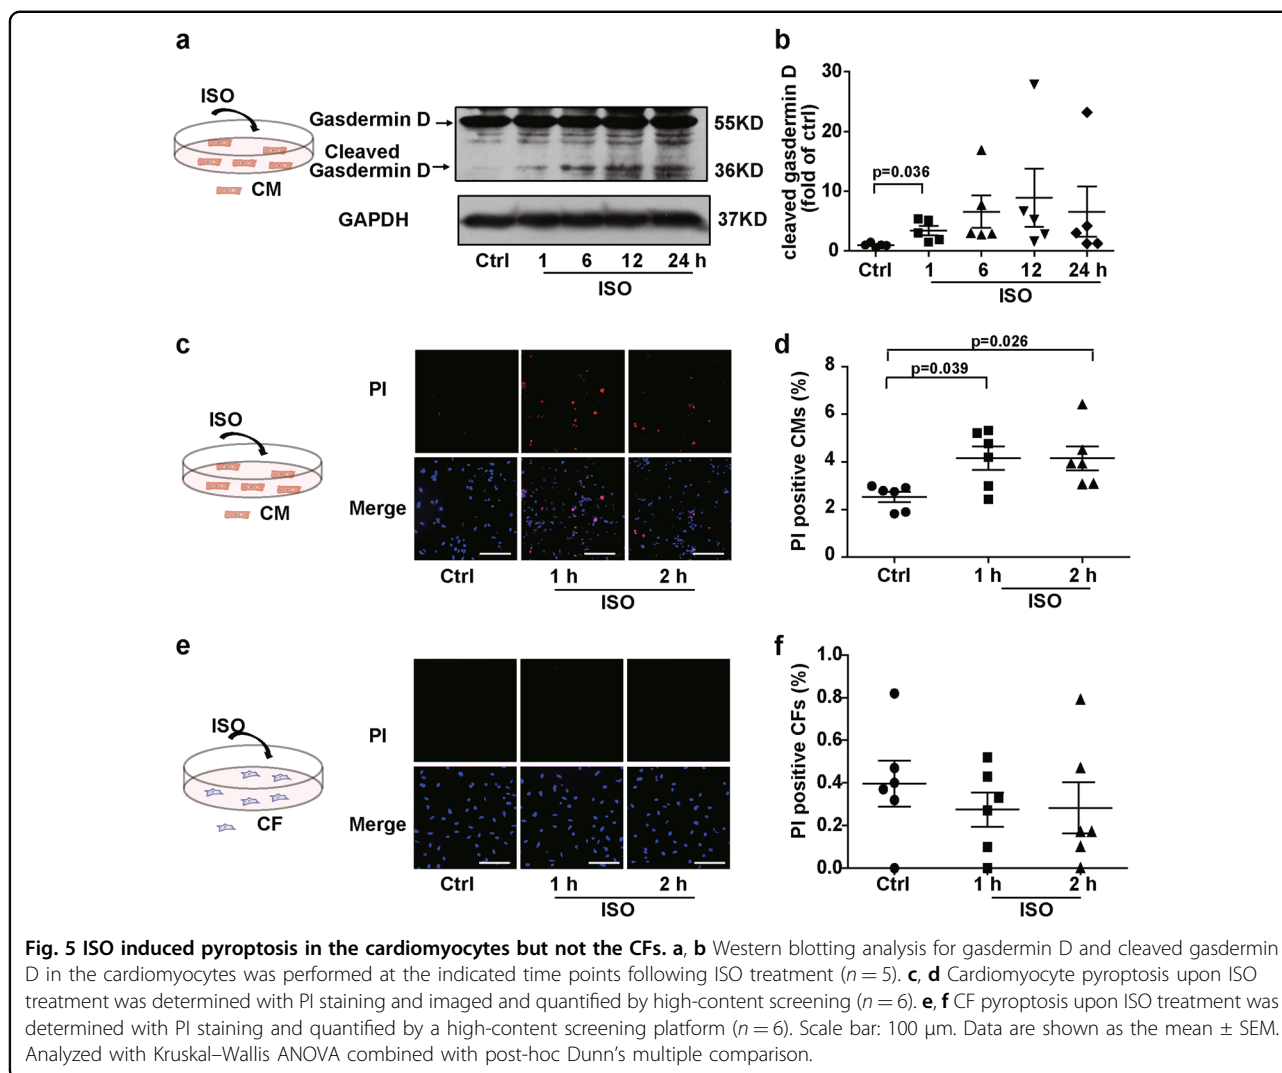 a
ISO
CM
Gasdermin D
Cleaved
Gasdermin D
GAPDH
55KD
36KD
37KD
Ctrl 1 6 12 24 h
ISO
b
cleaved gasdermin D
(fold of ctrl)
30
20
10
0
p=0.036
Ctrl 1 6 12 24 h
ISO
c
ISO
CM
PI
Merge
Ctrl 1 h 2 h
ISO
d
PI positive CMs (%)
8
6
4
2
0
p=0.026
p=0.039
Ctrl 1 h 2 h
ISO
e
ISO
CF
PI
Merge
Ctrl 1 h 2 h
ISO
f
PI positive CFs (%)
1.0
0.8
0.6
0.4
0.2
0.0
Ctrl 1 h 2 h
ISO
Fig. 5 ISO induced pyroptosis in the cardiomyocytes but not the CFs. a, b Western blotting analysis for gasdermin D and cleaved gasdermin
D in the cardiomyocytes was performed at the indicated time points following ISO treatment (n = 5). c, d Cardiomyocyte pyroptosis upon ISO
treatment was determined with PI staining and imaged and quantified by high-content screening (n = 6). e, f CF pyroptosis upon ISO treatment was
determined with PI staining and quantified by a high-content screening platform (n = 6). Scale bar: 100 μm. Data are shown as the mean ± SEM.
Analyzed with Kruskal–Wallis ANOVA combined with post-hoc Dunn's multiple comparison.